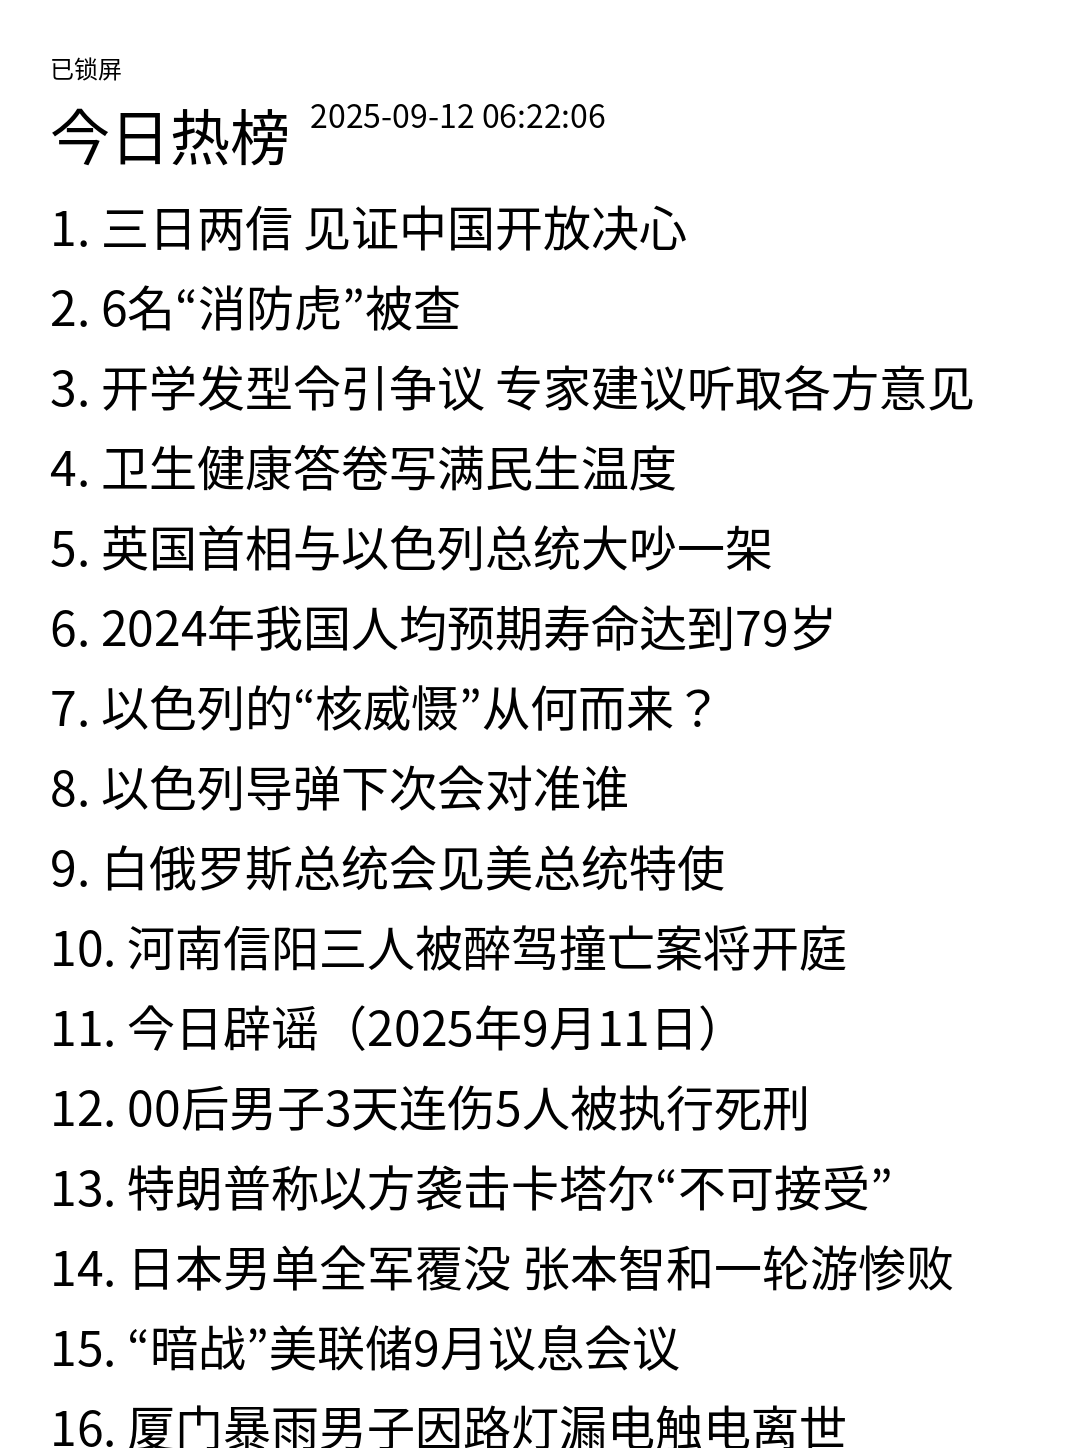 已锁屏
今日热榜 2025-09-12 06:22:06
1. 三日两信 见证中国开放决心
2. 6名“消防虎”被查
3. 开学发型令引争议 专家建议听取各方意见
4. 卫生健康答卷写满民生温度
5. 英国首相与以色列总统大吵一架
6. 2024年我国人均预期寿命达到79岁
7. 以色列的“核威慑”从何而来？
8. 以色列导弹下次会对准谁
9. 白俄罗斯总统会见美总统特使
10. 河南信阳三人被醉驾撞亡案将开庭
11. 今日辟谣（2025年9月11日）
12. 00后男子3天连伤5人被执行死刑
13. 特朗普称以方袭击卡塔尔“不可接受”
14. 日本男单全军覆没 张本智和一轮游惨败
15. “暗战”美联储9月议息会议
16. 厦门暴雨男子因路灯漏电触电离世